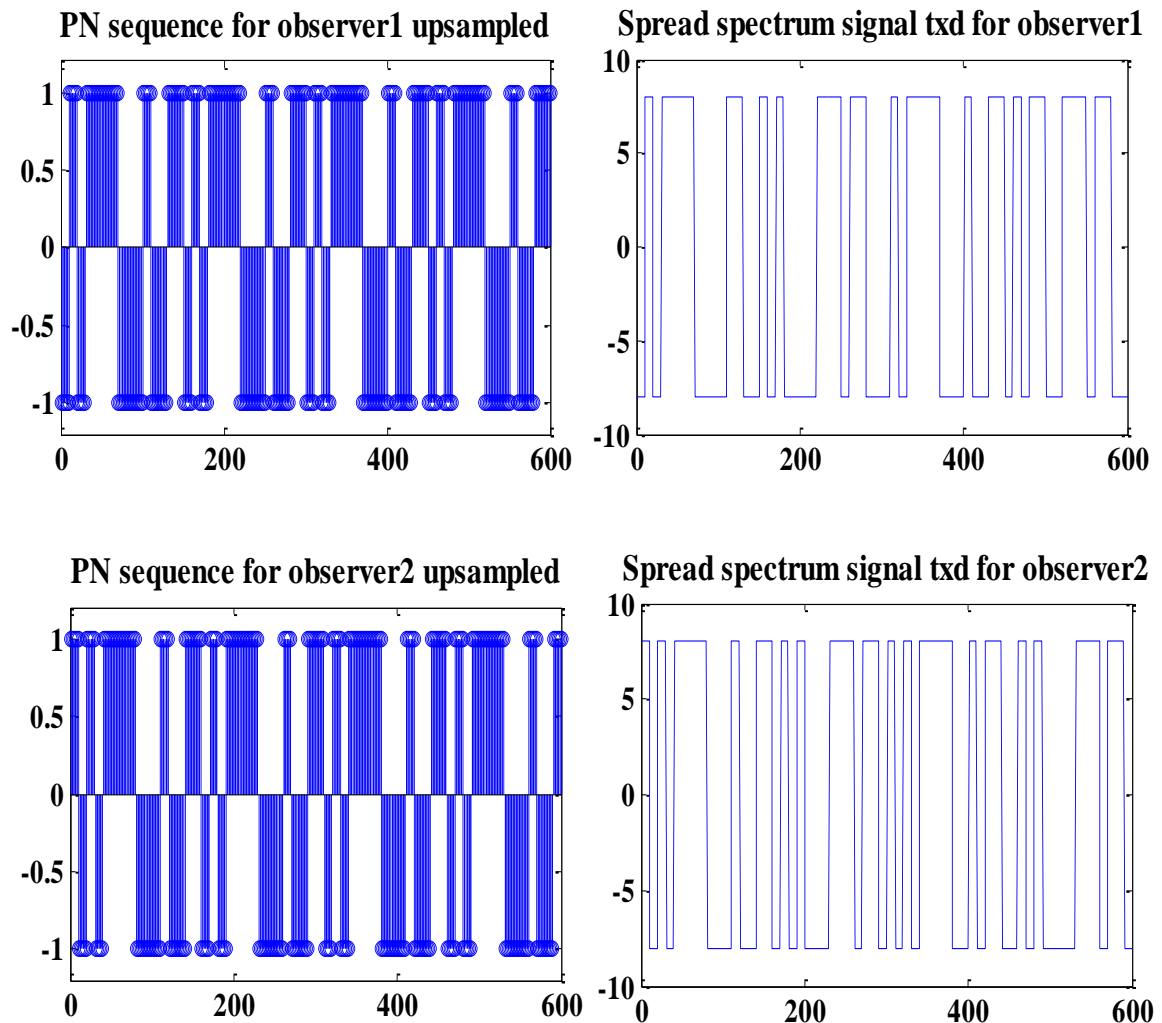 PN sequence for observer1 upsampled
1
0.5
0
-0.5
-1
0 200 400 600
Spread spectrum signal txd for observer1
10
5
0
-5
-10
0 200 400 600
PN sequence for observer2 upsampled
1
0.5
0
-0.5
-1
0 200 400 600
Spread spectrum signal txd for observer2
10
5
0
-5
-10
0 200 400 600